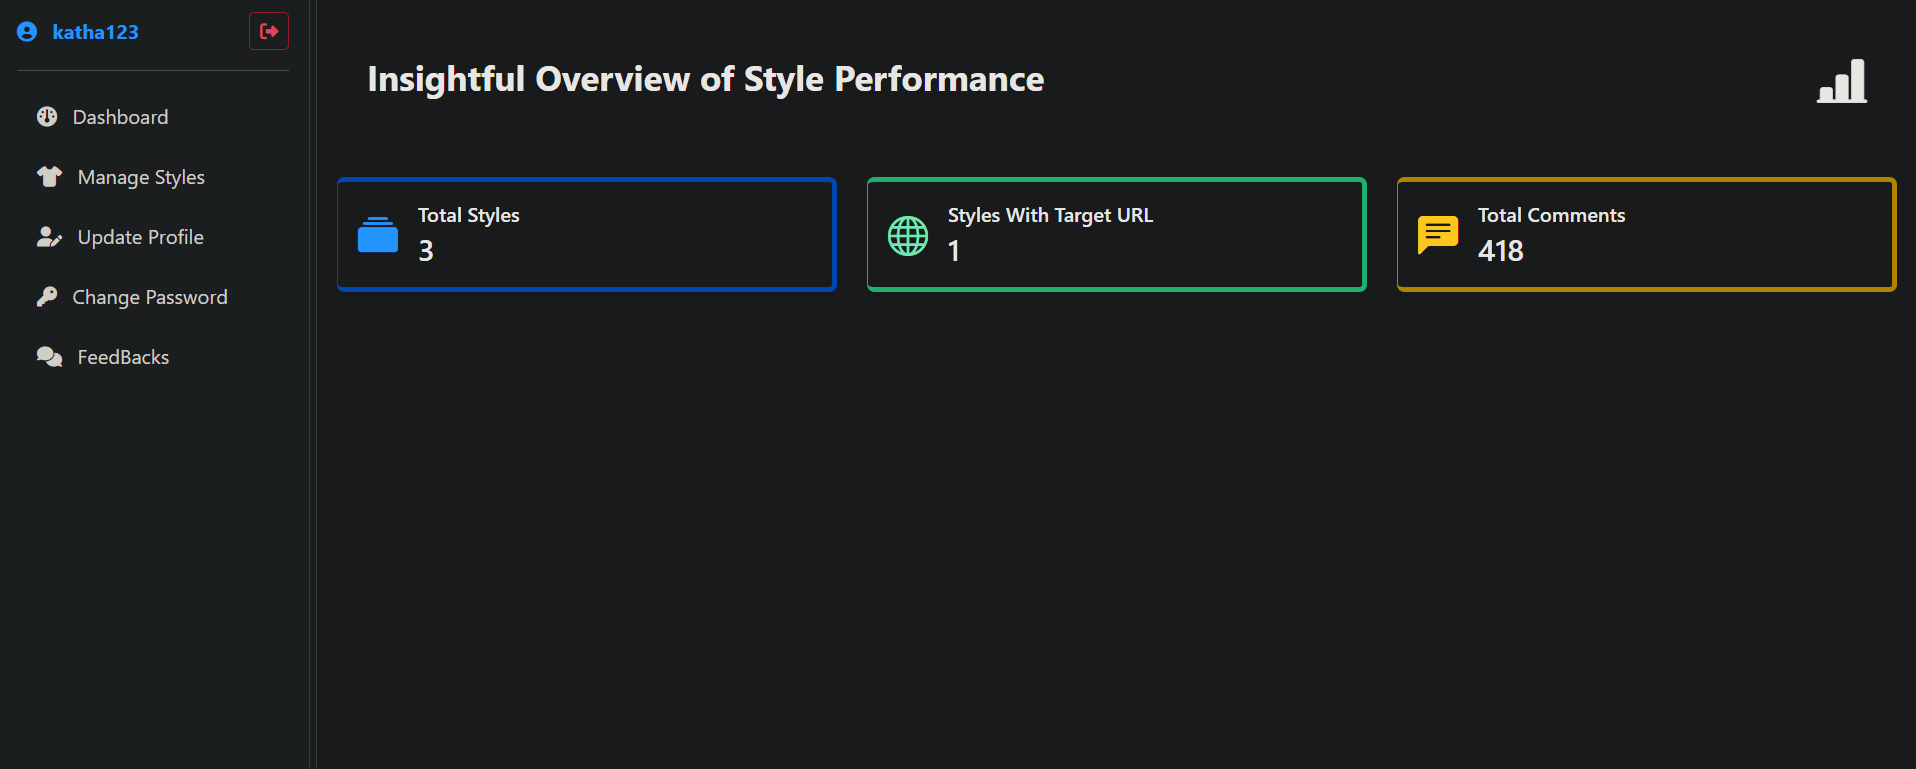 katha123
Dashboard
Manage Styles
Update Profile
Change Password
FeedBacks
Insightful Overview of Style Performance
Total Styles
3
Styles With Target URL
1
Total Comments
418